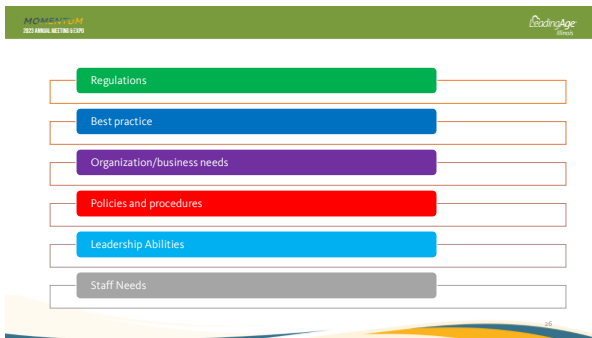 MOMENTUM
2023 ANNUAL MEETING & EXPO
LeadingAge
Illinois
Regulations
Best practice
Organization/business needs
Policies and procedures
Leadership Abilities
Staff Needs
26